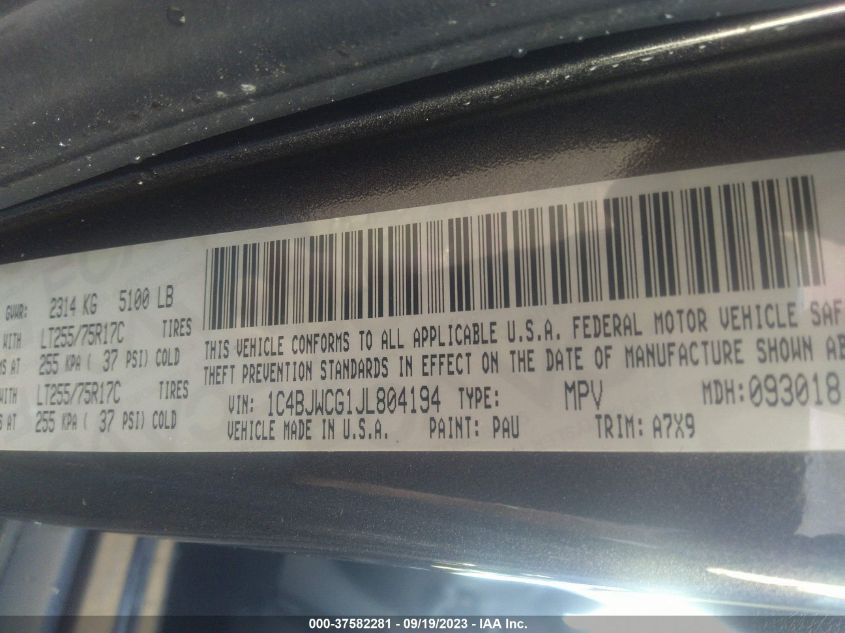 GVWR: 2314 KG 5100 LB
WITH LT255/75R17C TIRES
255 KPA ( 37 PSI) COLD
WITH LT255/75R17C TIRES
255 KPA ( 37 PSI) COLD
THIS VEHICLE CONFORMS TO ALL APPLICABLE U.S.A. FEDERAL MOTOR VEHICLE SAF
THEFT PREVENTION STANDARDS IN EFFECT ON THE DATE OF MANUFACTURE SHOWN AB
VIN: 1C4BJWCG1JL804194 TYPE: MPV MDH:093018
VEHICLE MADE IN U.S.A. PAINT: PAU TRIM: A7X9
000-37582281 - 09/19/2023 - IAA Inc.